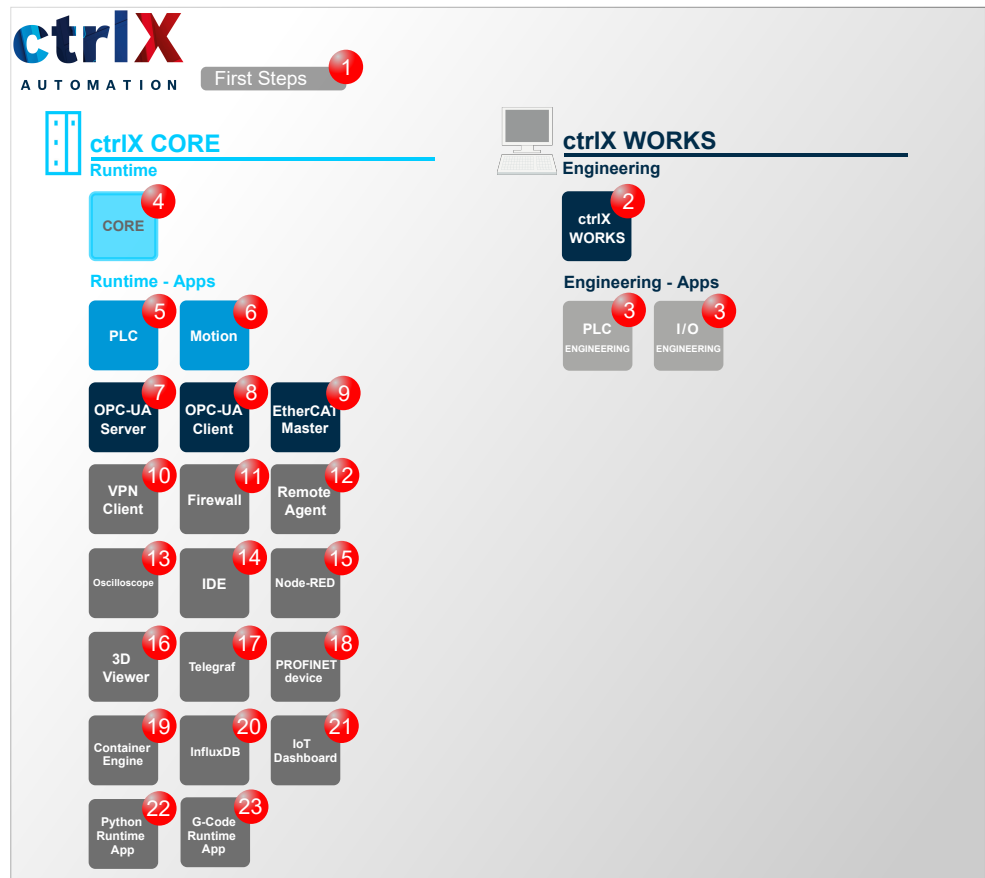 ctrlX
AUTOMATION
First Steps
1
ctrlX CORE
Runtime
4
CORE
Runtime - Apps
5
PLC
6
Motion
7
OPC-UA
Server
8
OPC-UA
Client
9
EtherCAT
Master
10
VPN
Client
11
Firewall
12
Remote
Agent
13
Oscilloscope
14
IDE
15
Node-RED
16
3D
Viewer
17
Telegraf
18
PROFINET
device
19
Container
Engine
20
InfluxDB
21
IoT
Dashboard
22
Python
Runtime
App
23
G-Code
Runtime
App
ctrlX WORKS
Engineering
2
ctrlX
WORKS
Engineering - Apps
3
PLC
ENGINEERING
3
I/O
ENGINEERING